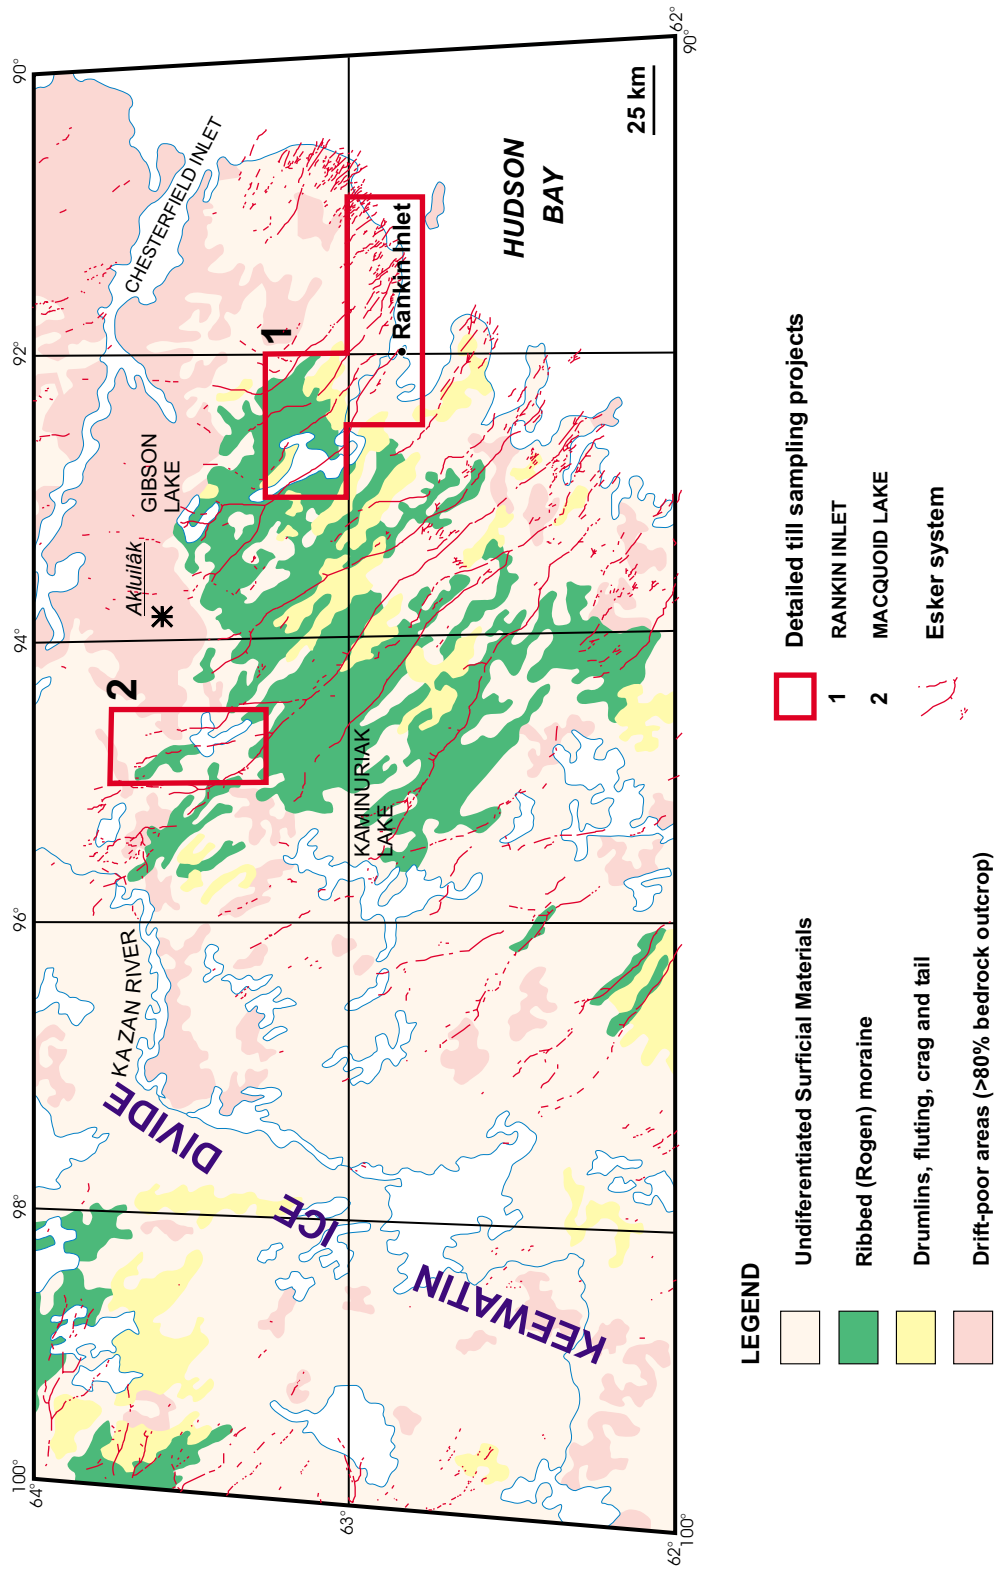 100°
98°
96°
94°
92°
90°
64°
63°
62°
100°
62°
90°
KAZAN RIVER
2
Akluilâk
GIBSON
LAKE
CHESTERFIELD INLET
1
DIVIDE
ICE
KEEWATIN
KAMINURIAK
LAKE
Rankin Inlet
HUDSON
BAY
25 km
LEGEND
Undiferentiated Surficial Materials
Ribbed (Rogen) moraine
Drumlins, fluting, crag and tail
Drift-poor areas (>80% bedrock outcrop)
Detailed till sampling projects
1 RANKIN INLET
2 MACQUOID LAKE
Esker system